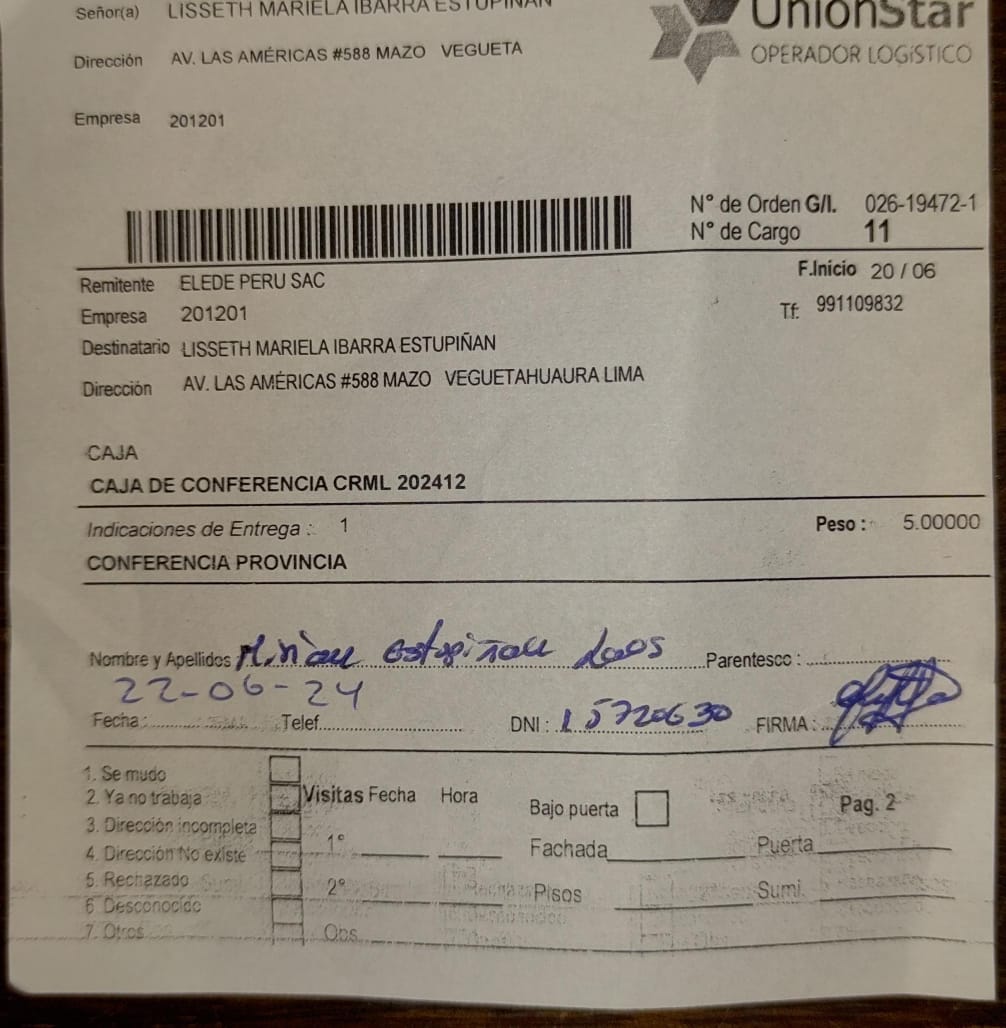 Señor(a) LISSETH MARIELA IBARRA ESTUPIÑAN
UnionStar
OPERADOR LOGÍSTICO
Dirección AV. LAS AMÉRICAS #588 MAZO VEGUETA
Empresa 201201
N° de Orden G/I. 026-19472-1
N° de Cargo 11
F.Inicio 20 / 06
Remitente ELEDE PERU SAC
Empresa 201201
Tf: 991109832
Destinatario LISSETH MARIELA IBARRA ESTUPIÑAN
Dirección AV. LAS AMÉRICAS #588 MAZO VEGUETAHUAURA LIMA
CAJA
CAJA DE CONFERENCIA CRML 202412
Indicaciones de Entrega : 1 Peso : 5.00000
CONFERENCIA PROVINCIA
Nombre y Apellidos Estupiñan Laos Parentesco :
22-06-24
Fecha : Telef. DNI : 15720630 FIRMA :
1. Se mudo
2. Ya no trabaja Visitas Fecha Hora Bajo puerta Pag. 2
3. Dirección incompleta
4. Dirección No existe 1° Fachada Puerta
5. Rechazado 2° Pisos Sumi.
6 Desconocido
7. Otros Obs.